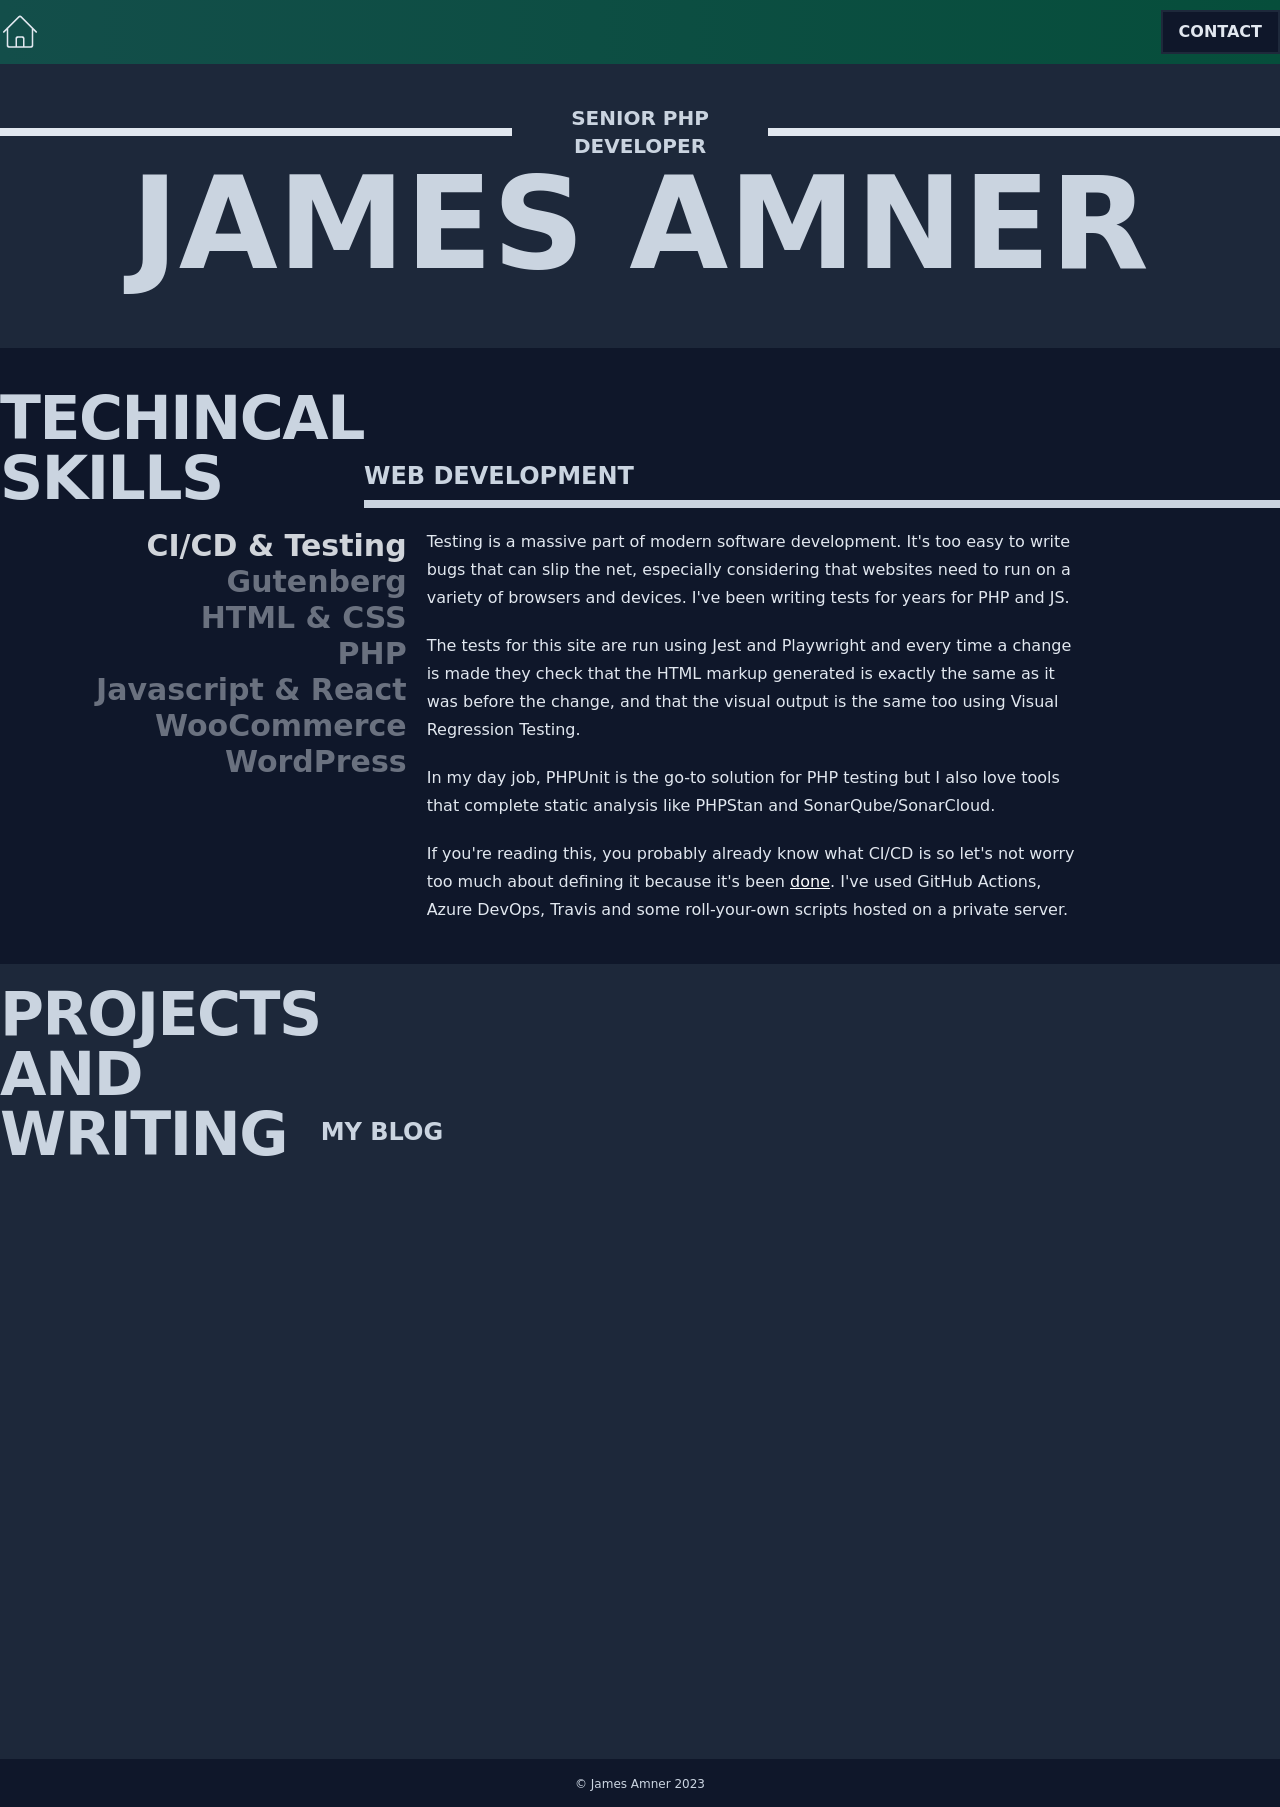 CONTACT
SENIOR PHP
DEVELOPER
JAMES AMNER
TECHINCAL
SKILLS
WEB DEVELOPMENT
CI/CD & Testing
Gutenberg
HTML & CSS
PHP
Javascript & React
WooCommerce
WordPress
Testing is a massive part of modern software development. It's too easy to write
bugs that can slip the net, especially considering that websites need to run on a
variety of browsers and devices. I've been writing tests for years for PHP and JS.
The tests for this site are run using Jest and Playwright and every time a change
is made they check that the HTML markup generated is exactly the same as it
was before the change, and that the visual output is the same too using Visual
Regression Testing.
In my day job, PHPUnit is the go-to solution for PHP testing but I also love tools
that complete static analysis like PHPStan and SonarQube/SonarCloud.
If you're reading this, you probably already know what CI/CD is so let's not worry
too much about defining it because it's been done. I've used GitHub Actions,
Azure DevOps, Travis and some roll-your-own scripts hosted on a private server.
PROJECTS
AND
WRITING
MY BLOG
© James Amner 2023